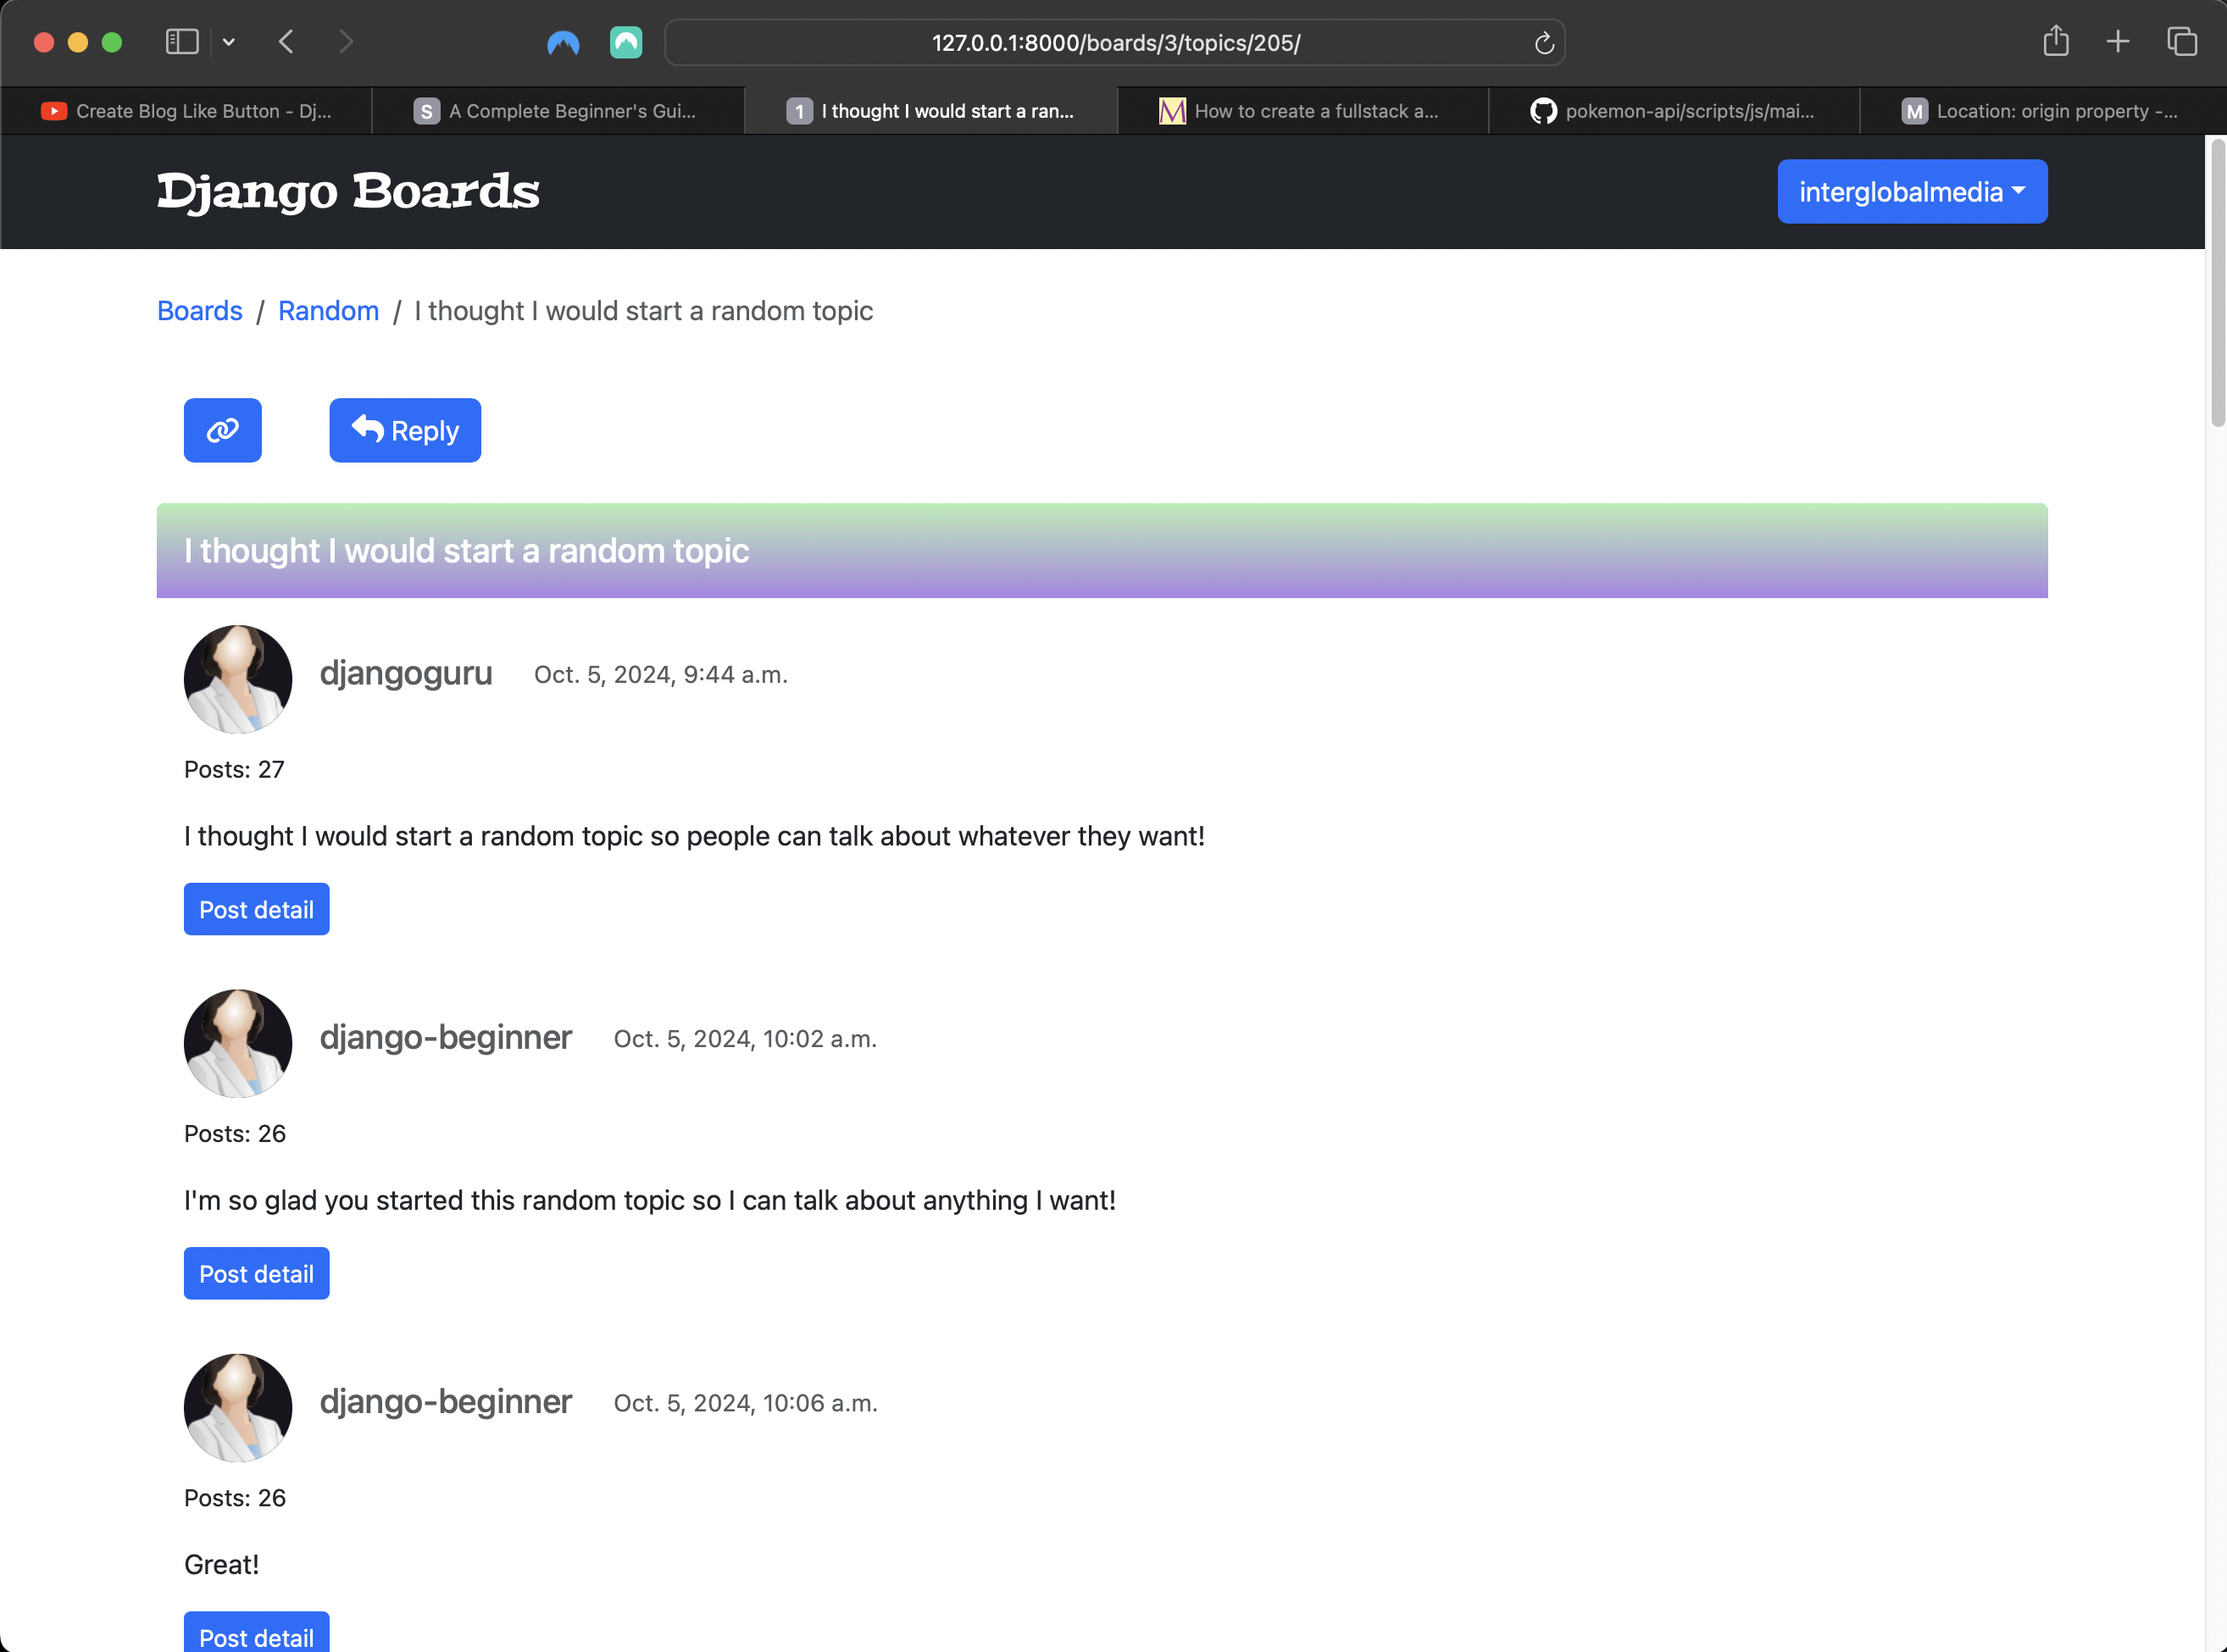 127.0.0.1:8000/boards/3/topics/205/
Create Blog Like Button - Dj...
S A Complete Beginner's Gui...
1 I thought I would start a ran...
M How to create a fullstack a...
pokemon-api/scripts/js/mai...
M Location: origin property -...
Django Boards
interglobalmedia
Boards / Random / I thought I would start a random topic
Reply
I thought I would start a random topic
djangoguru Oct. 5, 2024, 9:44 a.m.
Posts: 27
I thought I would start a random topic so people can talk about whatever they want!
Post detail
django-beginner Oct. 5, 2024, 10:02 a.m.
Posts: 26
I'm so glad you started this random topic so I can talk about anything I want!
Post detail
django-beginner Oct. 5, 2024, 10:06 a.m.
Posts: 26
Great!
Post detail